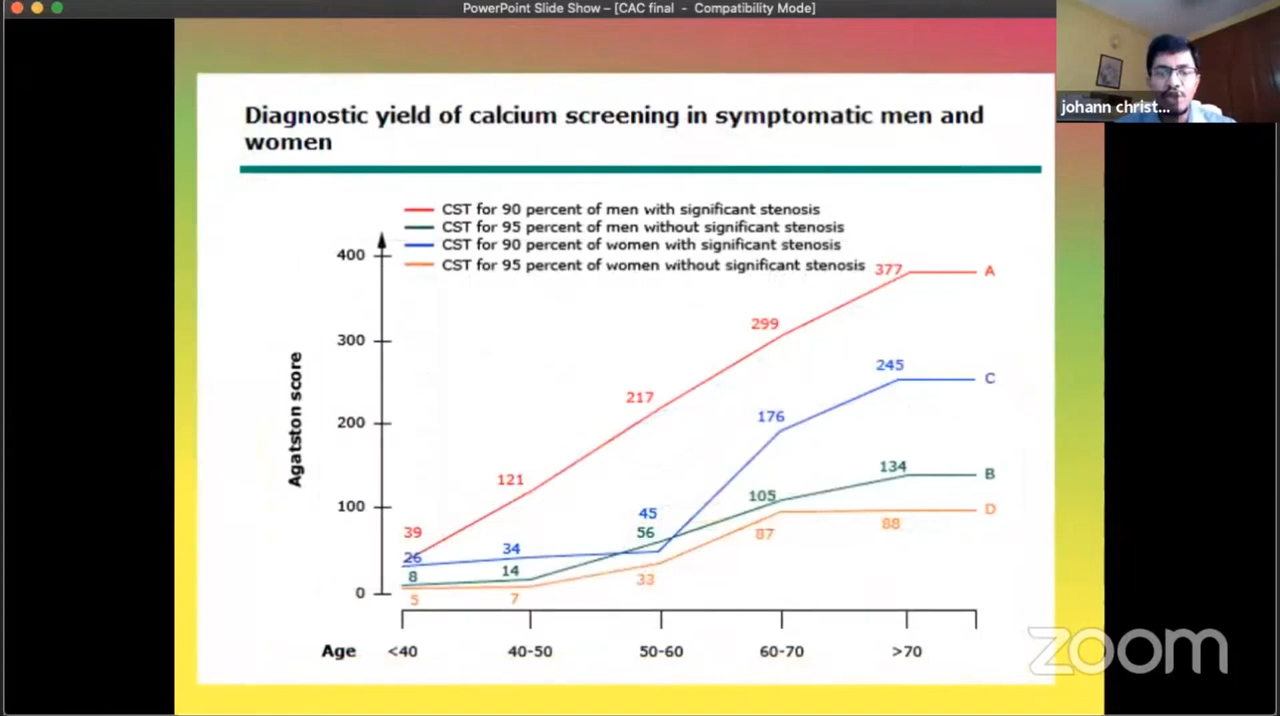 PowerPoint Slide Show – [CAC final - Compatibility Mode]
johann christ...
Diagnostic yield of calcium screening in symptomatic men and
women
CST for 90 percent of men with significant stenosis
CST for 95 percent of men without significant stenosis
CST for 90 percent of women with significant stenosis
CST for 95 percent of women without significant stenosis
Agatston score
400
300
200
100
0
377 A
299
245 C
217
176
134 B
121
105
D
88
87
45
56
39
34
33
26
14
8
7
5
Age <40 40-50 50-60 60-70 >70
zoom